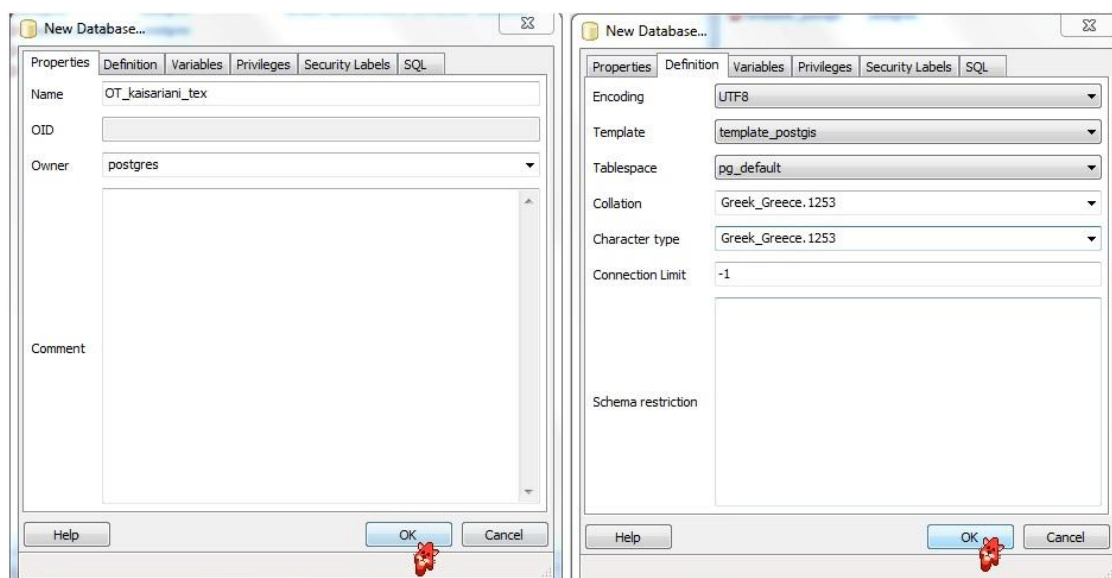 New Database...
Properties Definition Variables Privileges Security Labels SQL
Name OT_kaisariani_tex
OID
Owner postgres
Comment
Help OK Cancel
New Database...
Properties Definition Variables Privileges Security Labels SQL
Encoding UTF8
Template template_postgis
Tablespace pg_default
Collation Greek_Greece.1253
Character type Greek_Greece.1253
Connection Limit -1
Schema restriction
Help OK Cancel